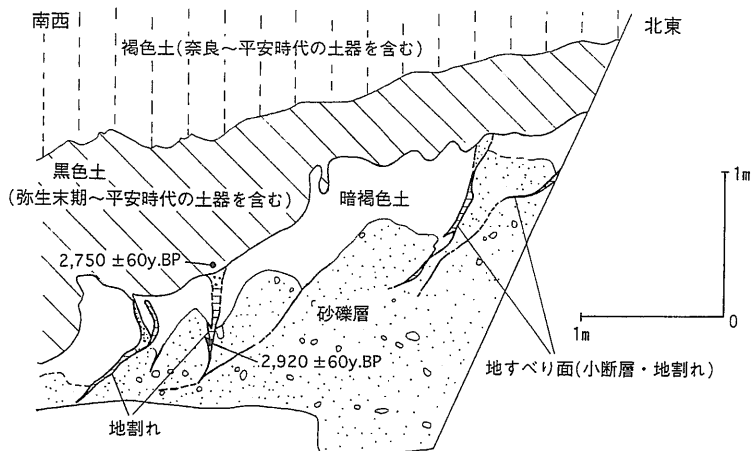 南西
北東
褐色土(奈良～平安時代の土器を含む)
黒色土
(弥生末期～平安時代の土器を含む)
暗褐色土
1m
2,750 ±60y.BP
砂礫層
1m
0
2,920 ±60y.BP
地すべり面(小断層・地割れ)
地割れ